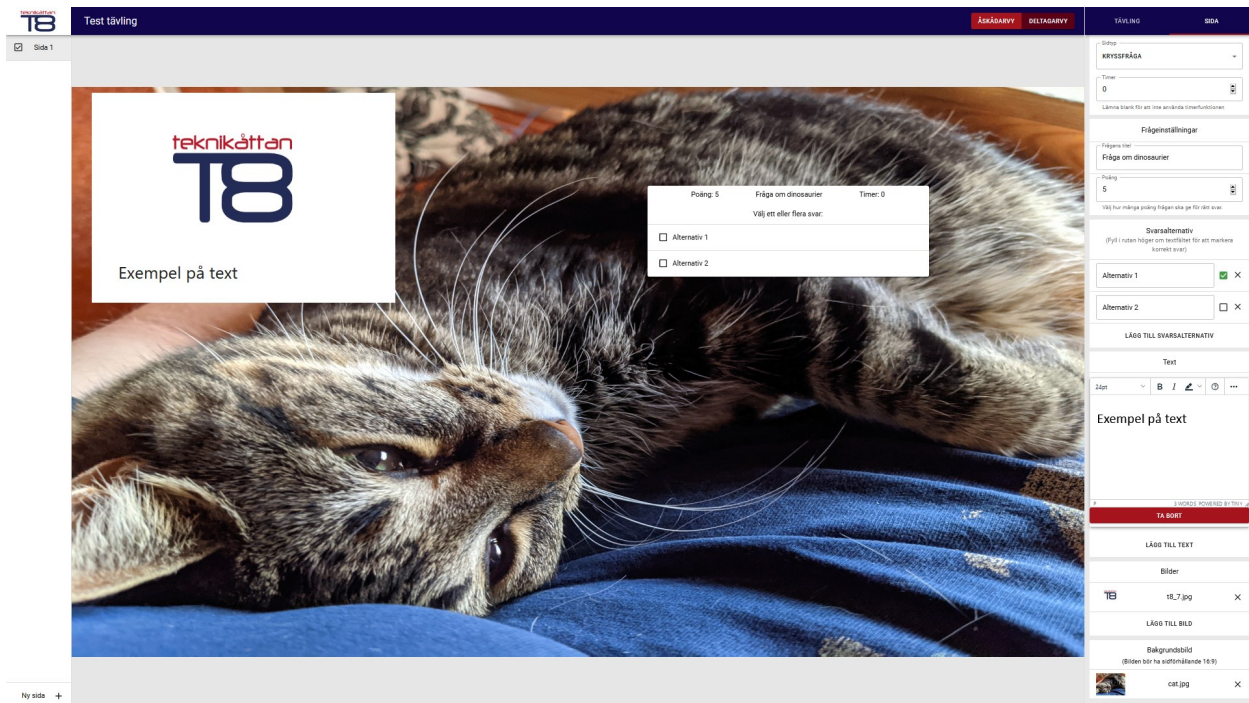 teknikåttan
T8
Test tävling
ÅSKÅDARVY
DELTAGARVY
TÄVLING
SIDA
Sida 1
teknikåttan
T8
Exempel på text
Poäng: 5
Fråga om dinosaurier
Timer: 0
Välj ett eller flera svar:
Alternativ 1
Alternativ 2
Sidtyp
KRYSSFRÅGA
Timer
0
Lämna blank för att inte använda timerfunktionen
Frågeinställningar
Frågans titel
Fråga om dinosaurier
Poäng
5
Välj hur många poäng frågan ska ge för rätt svar.
Svarsalternativ
(Fyll i rutan höger om textfältet för att markera
korrekt svar)
Alternativ 1
Alternativ 2
LÄGG TILL SVARSALTERNATIV
Text
24pt
B
I
Exempel på text
P
3 WORDS POWERED BY TINY
TA BORT
LÄGG TILL TEXT
Bilder
T8
t8_7.jpg
LÄGG TILL BILD
Bakgrundsbild
(Bilden bör ha sidförhållande 16:9)
cat.jpg
Ny sida +